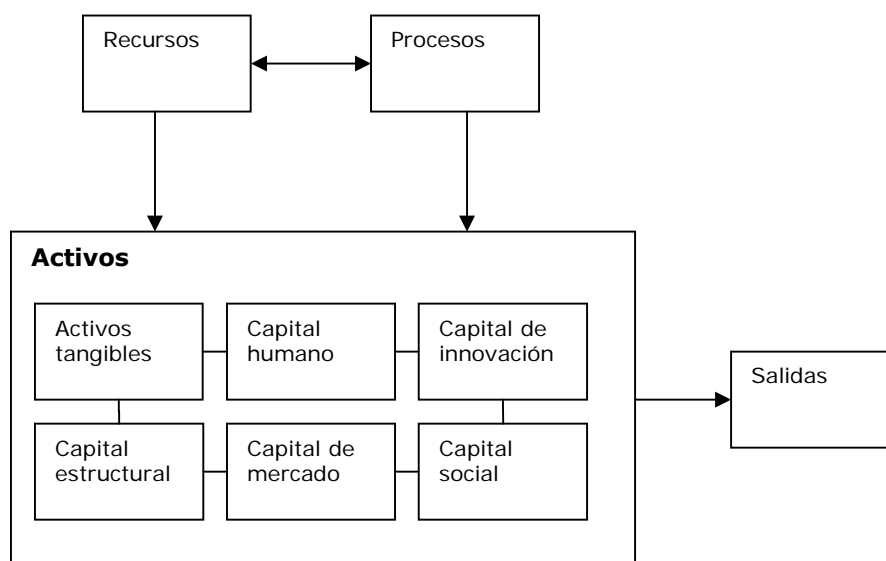 Recursos
Procesos
Activos
Activos
tangibles
Capital
humano
Capital de
innovación
Capital
estructural
Capital de
mercado
Capital
social
Salidas